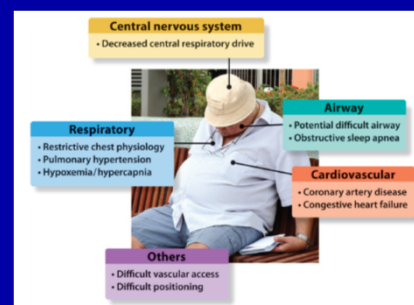 Central nervous system
• Decreased central respiratory drive
Airway
• Potential difficult airway
• Obstructive sleep apnea
Respiratory
• Restrictive chest physiology
• Pulmonary hypertension
• Hypoxemia/hypercapnia
Cardiovascular
• Coronary artery disease
• Congestive heart failure
Others
• Difficult vascular access
• Difficult positioning